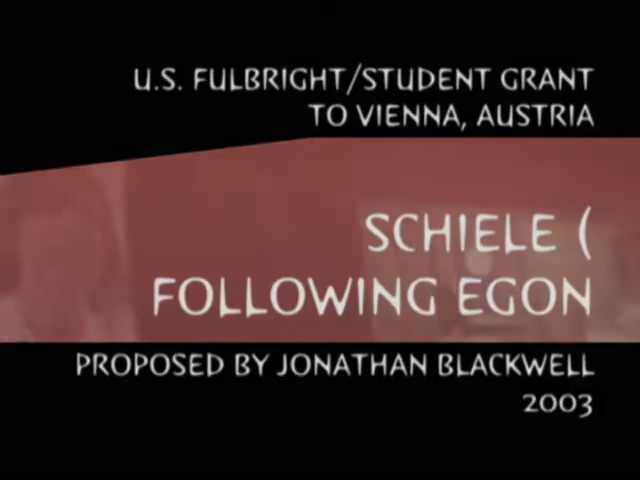 U.S. FULBRIGHT/STUDENT GRANT
TO VIENNA, AUSTRIA
SCHIELE (
FOLLOWING EGON
PROPOSED BY JONATHAN BLACKWELL
2003